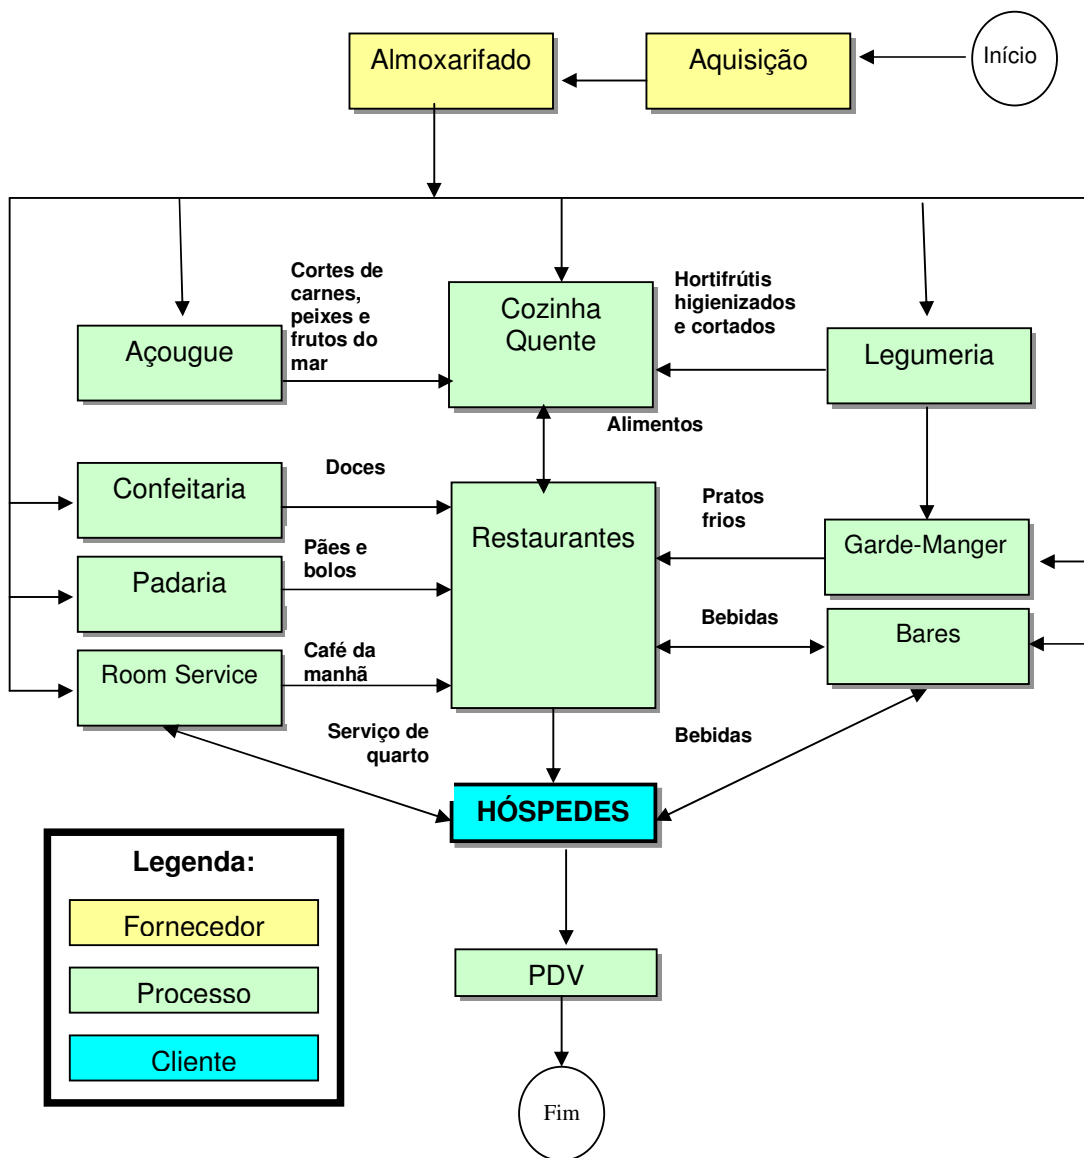 Almoxarifado
Aquisição
Início
Cortes de
carnes,
peixes e
frutos do
mar
Cozinha
Quente
Hortifrútis
higienizados
e cortados
Açougue
Legumeria
Alimentos
Confeitaria
Doces
Restaurantes
Pratos
frios
Garde-Manger
Padaria
Pães e
bolos
Bebidas
Bares
Room Service
Café da
manhã
Serviço de
quarto
Bebidas
HÓSPEDES
Legenda:
Fornecedor
Processo
Cliente
PDV
Fim